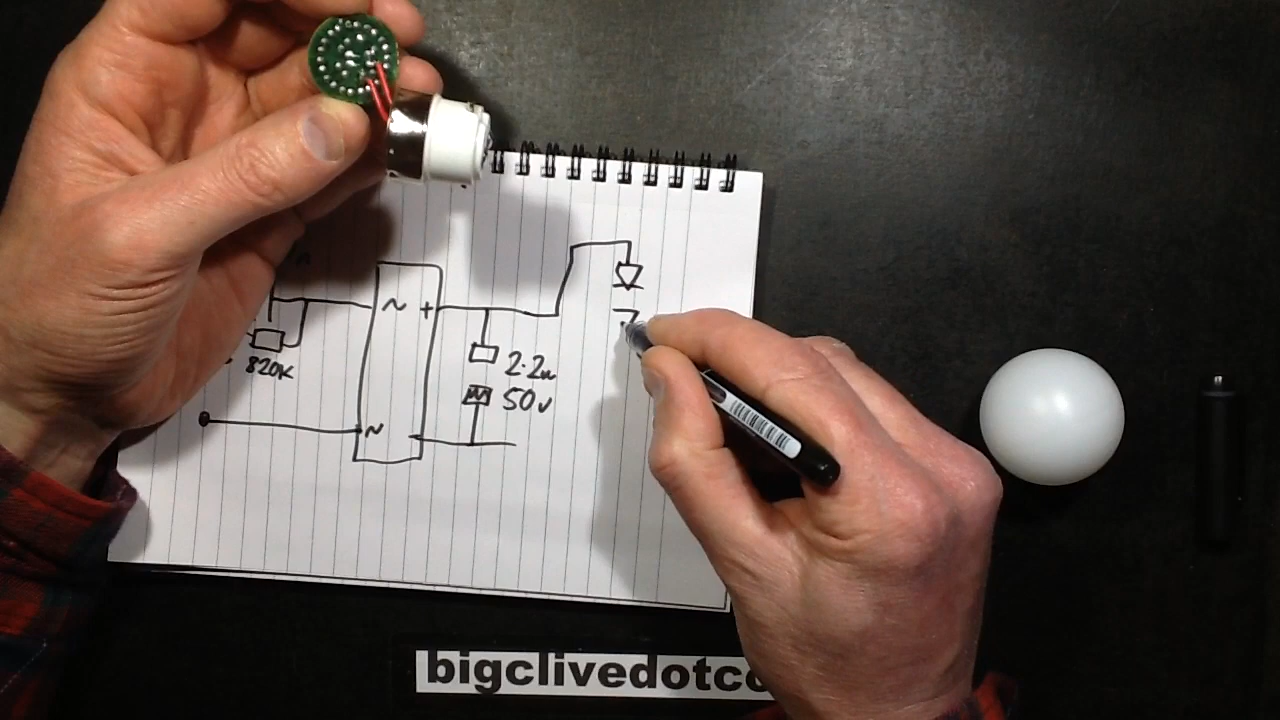 ~ +
820K
2.2u
50v
~ -
bigclivedotco